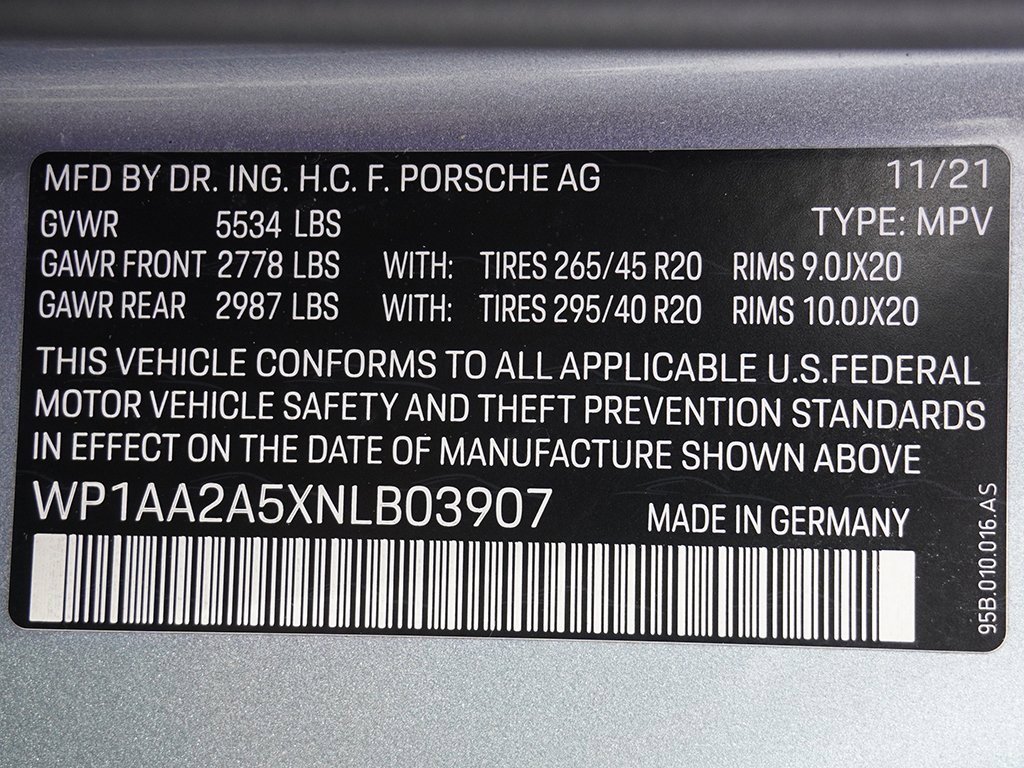 MFD BY DR. ING. H.C. F. PORSCHE AG 11/21
GVWR 5534 LBS TYPE: MPV
GAWR FRONT 2778 LBS WITH: TIRES 265/45 R20 RIMS 9.0JX20
GAWR REAR 2987 LBS WITH: TIRES 295/40 R20 RIMS 10.0JX20
THIS VEHICLE CONFORMS TO ALL APPLICABLE U.S.FEDERAL
MOTOR VEHICLE SAFETY AND THEFT PREVENTION STANDARDS
IN EFFECT ON THE DATE OF MANUFACTURE SHOWN ABOVE
WP1AA2A5XNLB03907 MADE IN GERMANY
95B.010.016.AS